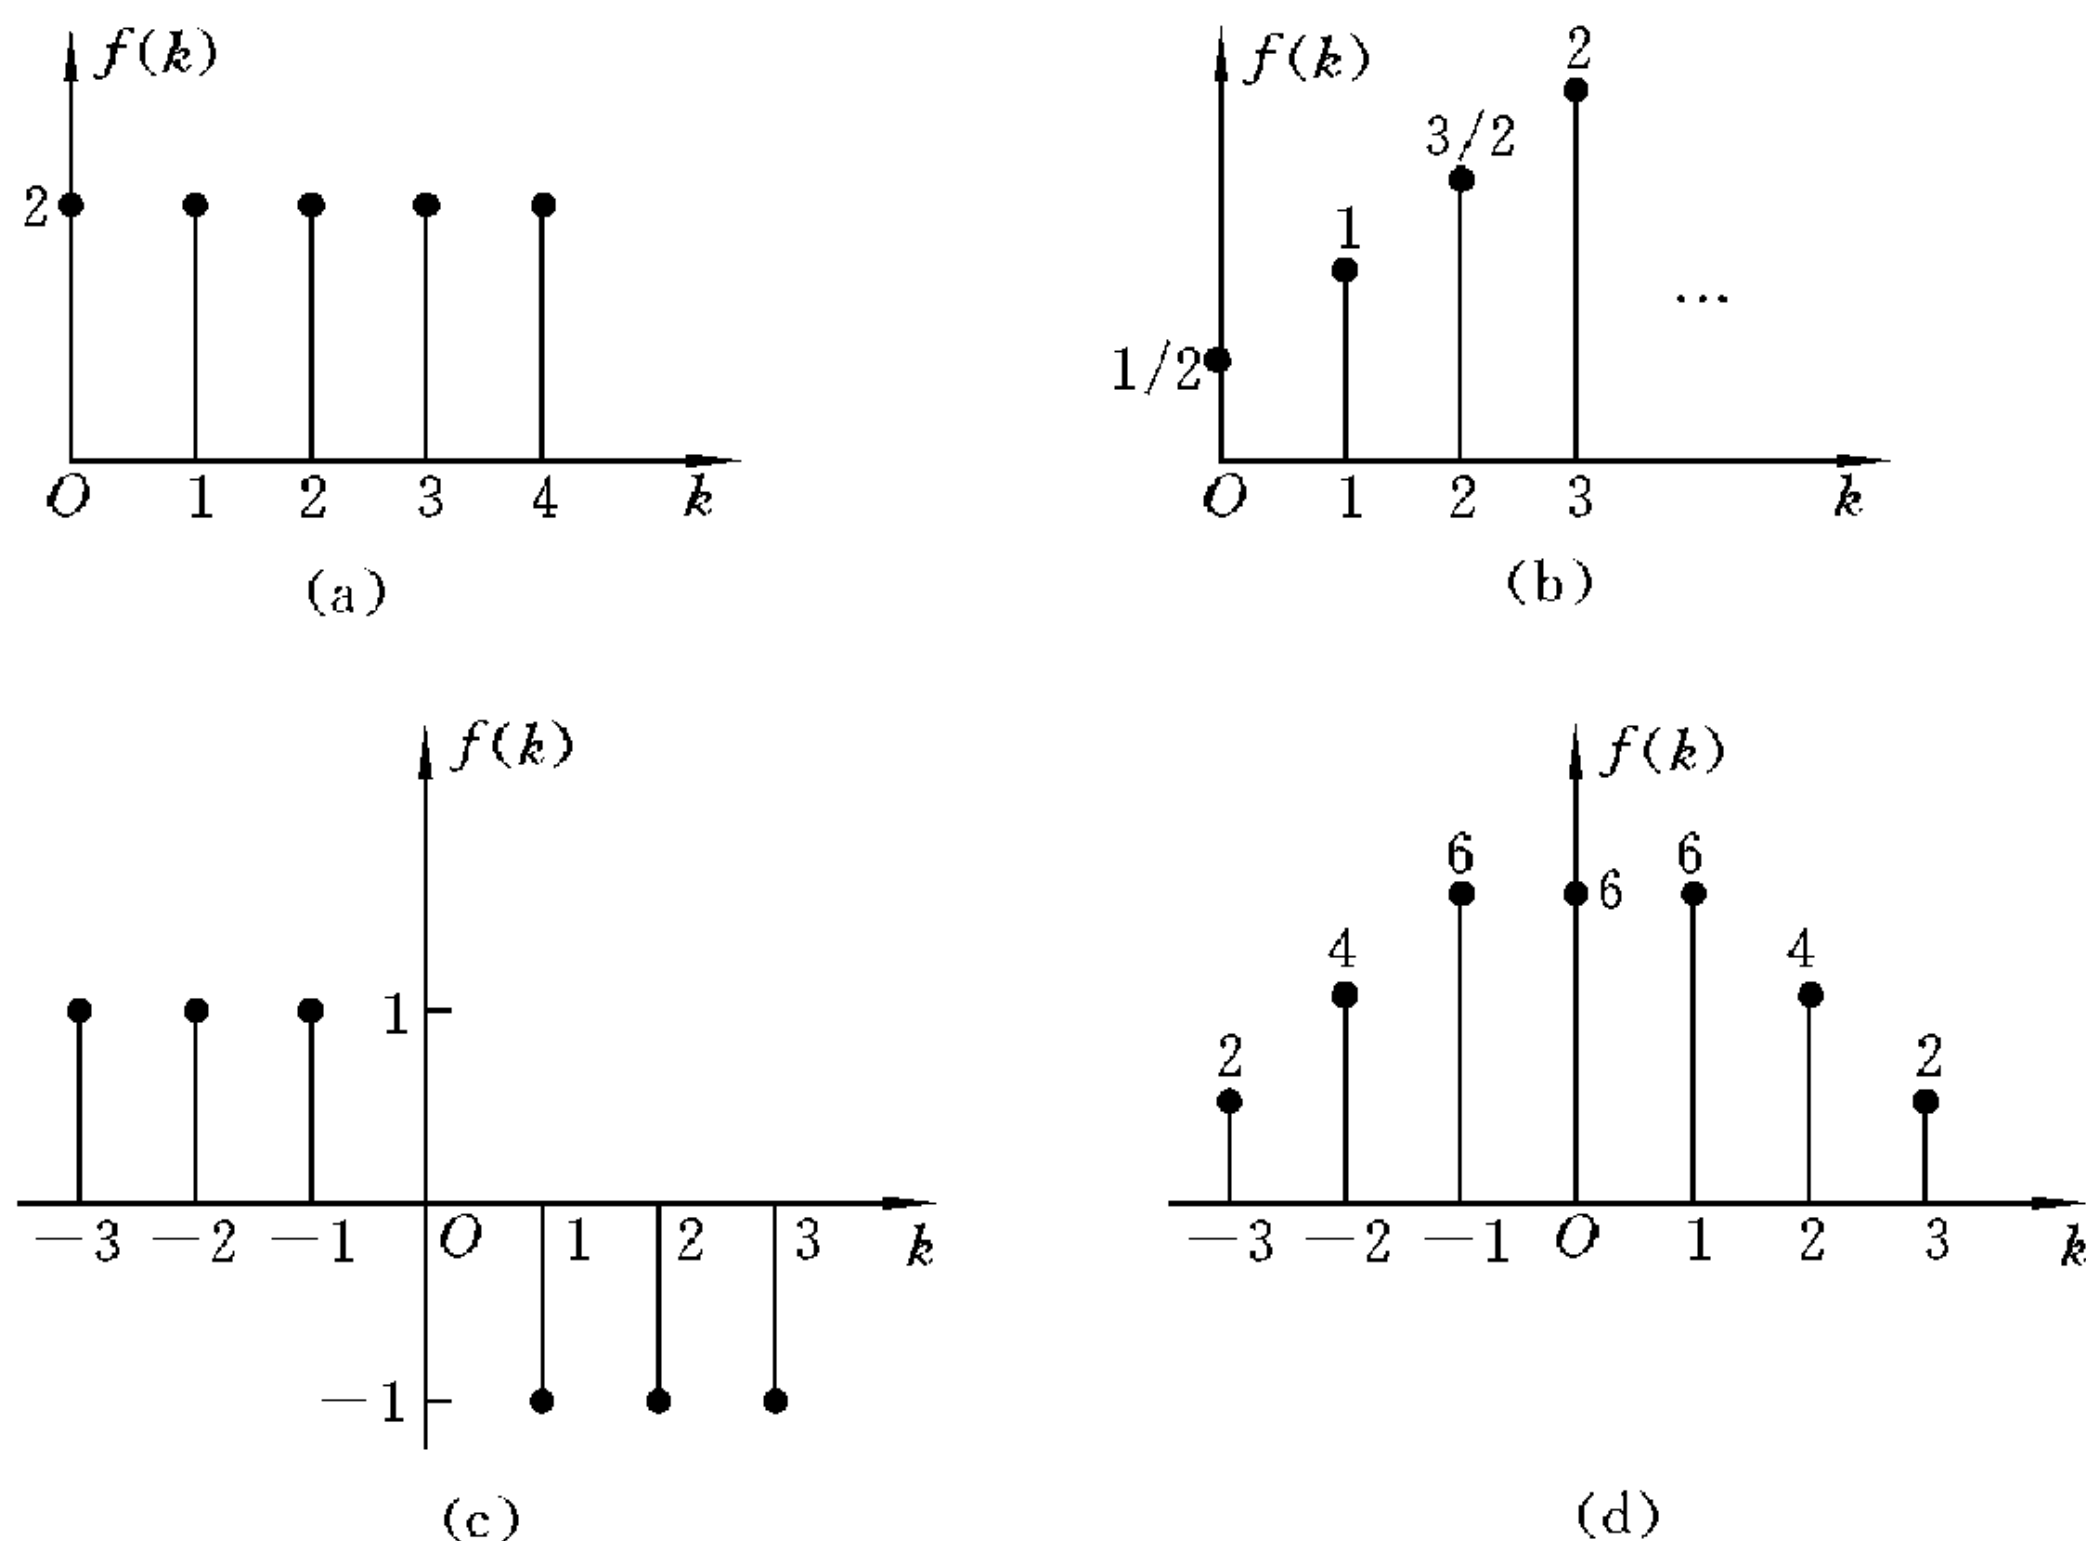 f(k)
2
O 1 2 3 4 k
(a)
f(k)
2
3/2
1
1/2
...
O 1 2 3 k
(b)
f(k)
1
-3 -2 -1 O 1 2 3 k
-1
(c)
f(k)
6 6
6
4 4
2 2
-3 -2 -1 O 1 2 3 k
(d)